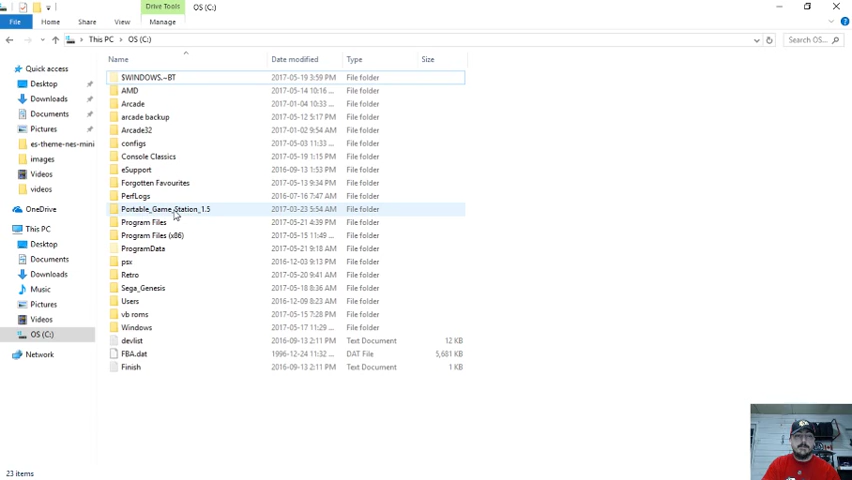 Drive Tools OS (C:)
File Home Share View Manage
This PC > OS (C:) Search OS...
Name Date modified Type Size
Quick access
Desktop
Downloads
Documents
Pictures
es-theme-nes-mini
images
Videos
videos
OneDrive
This PC
Desktop
Documents
Downloads
Music
Pictures
Videos
OS (C:)
Network
$WINDOWS.~BT 2017-05-19 3:59 PM File folder
AMD 2017-05-14 10:16 ... File folder
Arcade 2017-01-04 10:33 ... File folder
arcade backup 2017-05-12 5:17 PM File folder
Arcade32 2017-01-02 9:54 AM File folder
configs 2017-05-03 11:33 ... File folder
Console Classics 2017-05-19 1:15 PM File folder
eSupport 2016-09-13 1:53 PM File folder
Forgotten Favourites 2017-05-13 9:34 PM File folder
PerfLogs 2016-07-16 7:47 AM File folder
Portable_Game_Station_1.5 2017-03-23 5:54 AM File folder
Program Files 2017-05-21 4:39 PM File folder
Program Files (x86) 2017-05-15 11:49 ... File folder
ProgramData 2017-05-21 9:18 AM File folder
psx 2016-12-03 9:13 PM File folder
Retro 2017-05-20 9:41 AM File folder
Sega_Genesis 2017-05-18 8:36 AM File folder
Users 2016-12-09 8:23 AM File folder
vb roms 2017-05-15 7:28 PM File folder
Windows 2017-05-17 11:29 ... File folder
devlist 2016-09-13 2:11 PM Text Document 12 KB
FBA.dat 1996-12-24 11:32 ... DAT File 5,681 KB
Finish 2016-09-13 2:11 PM Text Document 1 KB
23 items